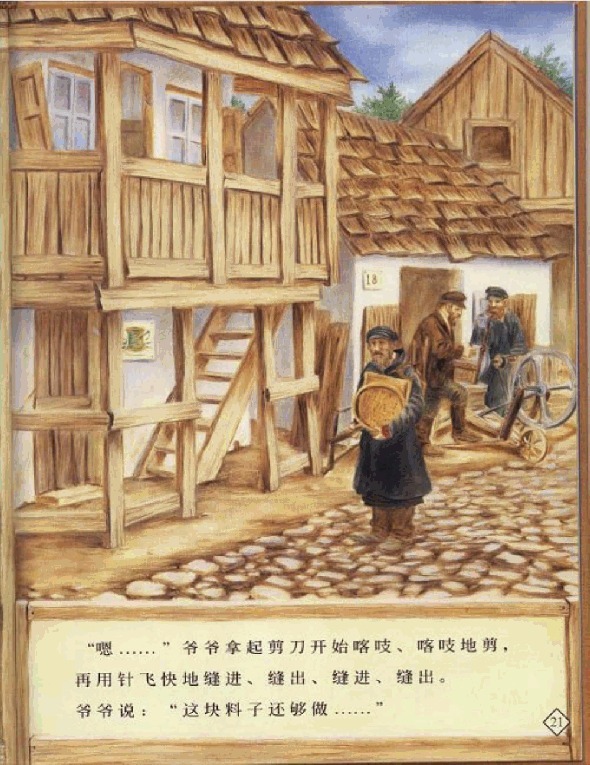 18
“嗯……”爷爷拿起剪刀开始喀吱、喀吱地剪，
再用针飞快地缝进、缝出、缝进、缝出。
爷爷说：“这块料子还够做……”
21